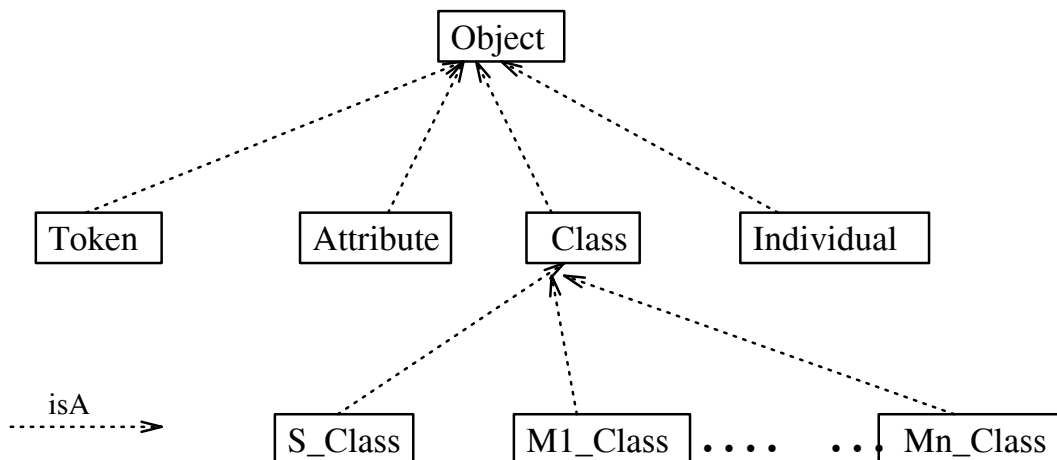 Object
Token Attribute Class Individual
isA
S_Class M1_Class . . . . . . . Mn_Class